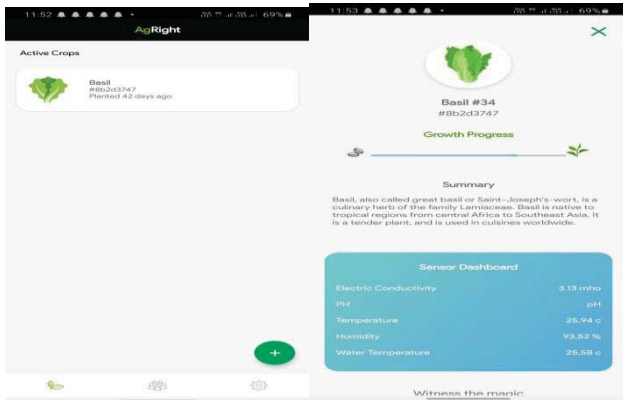 11:52
69%
AgRight
Active Crops
Basil
#8b2d3747
Planted 42 days ago
+
11:53
69%
Basil #34
#8b2d3747
Growth Progress
Summary
Basil, also called great basil or Saint-Joseph's-wort, is a
culinary herb of the family Lamiaceae. Basil is native to
tropical regions from central Africa to Southeast Asia. It
is a tender plant, and is used in cuisines worldwide.
Sensor Dashboard
Electric Conductivity 3.13 mho
PH pH
Temperature 25.94 c
Humidity 93.52 %
Water Temperature 25.58 c
Witness the magic